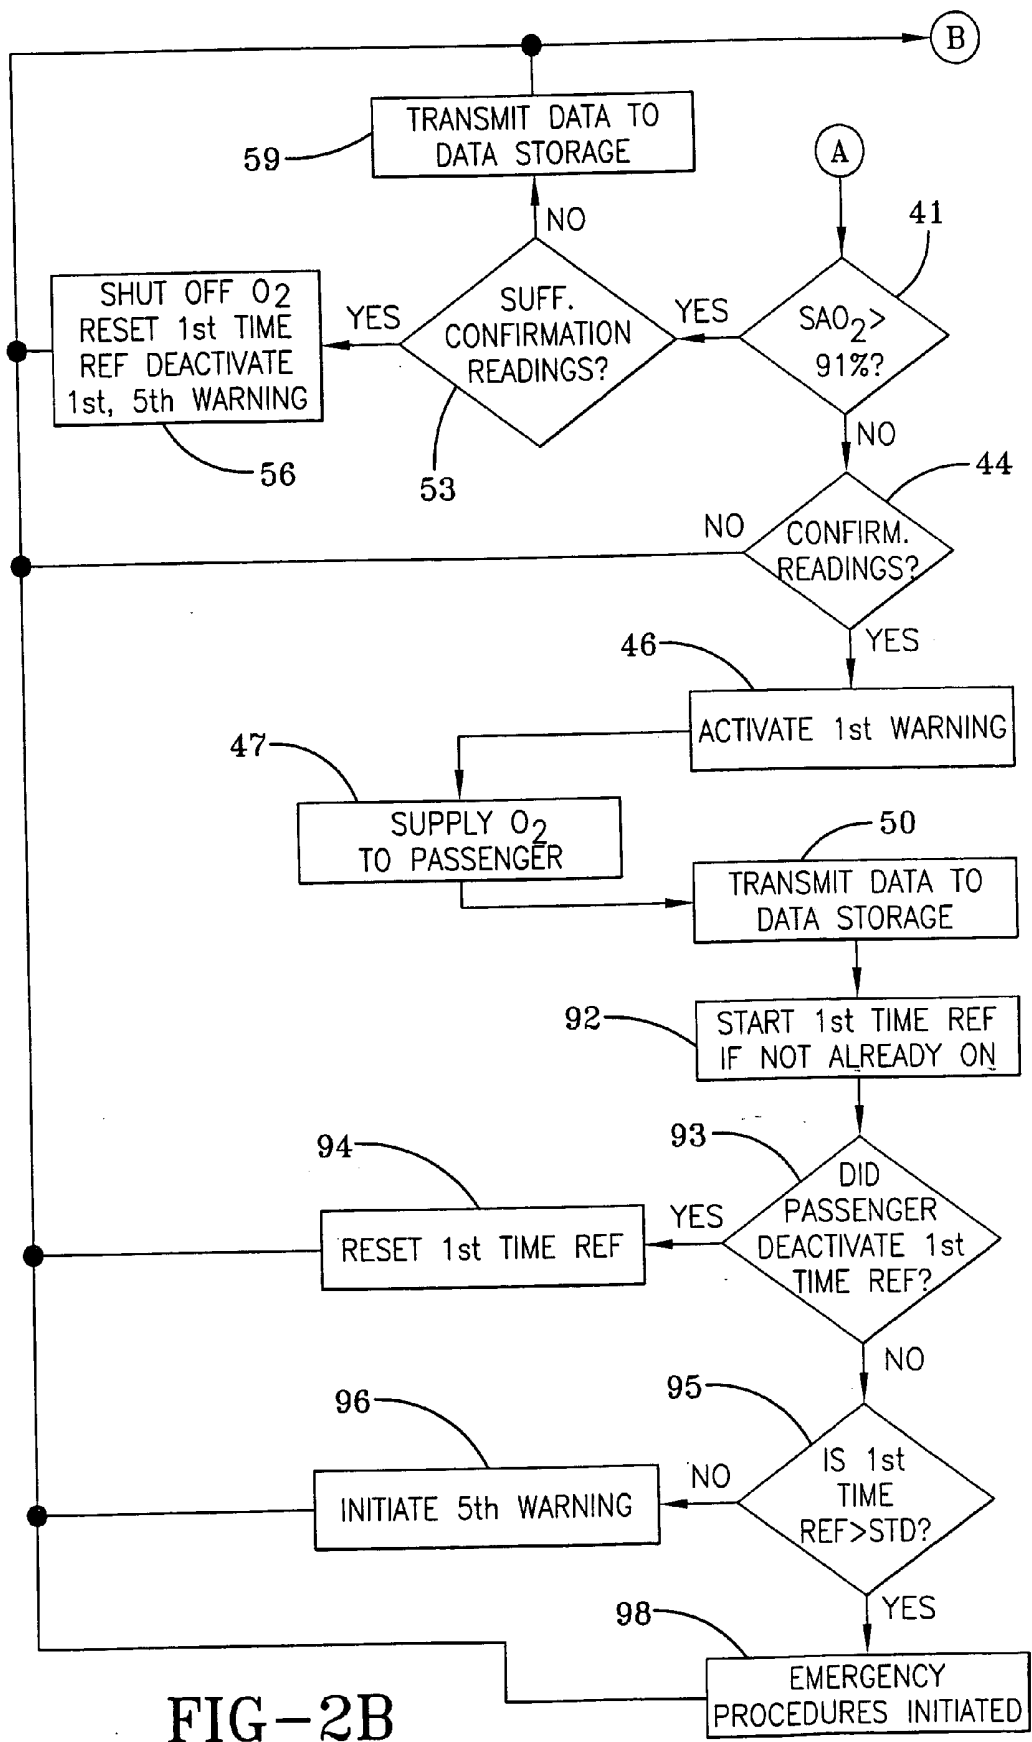 B
TRANSMIT DATA TO
DATA STORAGE
59
A
NO
41
SHUT OFF O2
RESET 1st TIME
REF DEACTIVATE
1st, 5th WARNING
YES
SUFF.
CONFIRMATION
READINGS?
YES
SAO2>
91%?
56
53
NO
44
NO
CONFIRM.
READINGS?
YES
46
ACTIVATE 1st WARNING
47
SUPPLY O2
TO PASSENGER
50
TRANSMIT DATA TO
DATA STORAGE
92
START 1st TIME REF
IF NOT ALREADY ON
93
94
DID
PASSENGER
DEACTIVATE 1st
TIME REF?
YES
RESET 1st TIME REF
NO
95
96
IS 1st
TIME
REF>STD?
NO
INITIATE 5th WARNING
YES
98
EMERGENCY
PROCEDURES INITIATED
FIG-2B